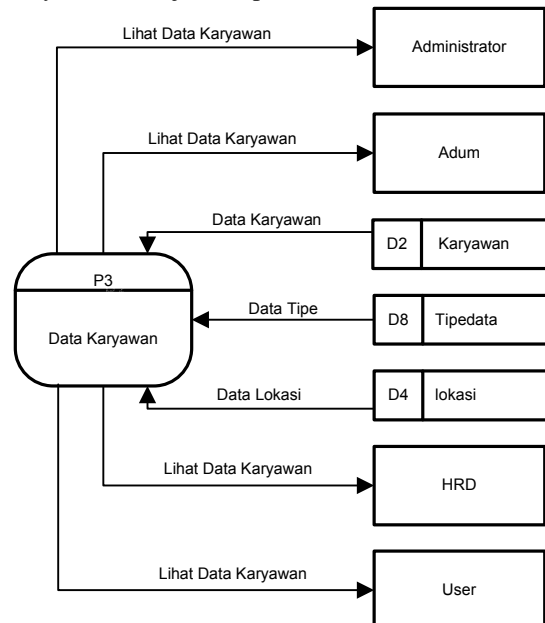 Lihat Data Karyawan
Administrator
Lihat Data Karyawan
Adum
Data Karyawan
D2 Karyawan
P3
Data Karyawan
Data Tipe
D8 Tipedata
Data Lokasi
D4 lokasi
Lihat Data Karyawan
HRD
Lihat Data Karyawan
User